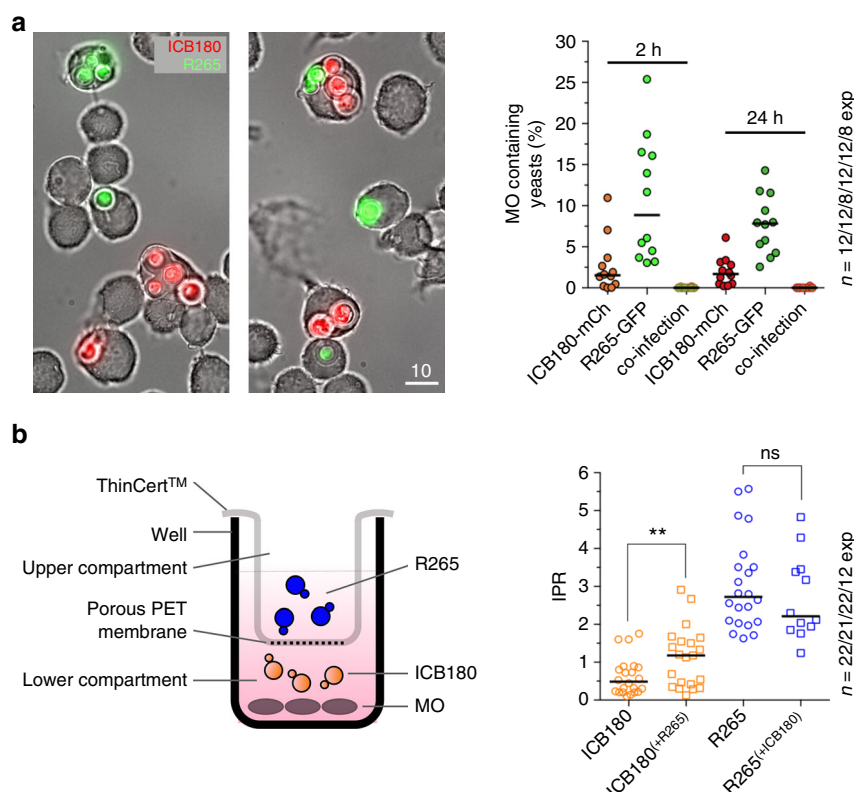 a
ICB180
R265
10
MO containing
yeasts (%)
30
25
20
15
10
5
0
2 h
24 h
ICB180-mCh
R265-GFP
co-infection
ICB180-mCh
R265-GFP
co-infection
n = 12/12/8/12/12/8 exp
b
ThinCert™
Well
Upper compartment
Porous PET
membrane
Lower compartment
R265
ICB180
MO
IPR
6
5
4
3
2
1
0
**
ns
ICB180
ICB180(+R265)
R265
R265(+ICB180)
n = 22/21/22/12 exp